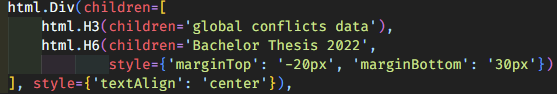 html.Div(children=[
    html.H3(children='global conflicts data'),
    html.H6(children='Bachelor Thesis 2022',
            style={'marginTop': '-20px', 'marginBottom': '30px'})
], style={'textAlign': 'center'}),